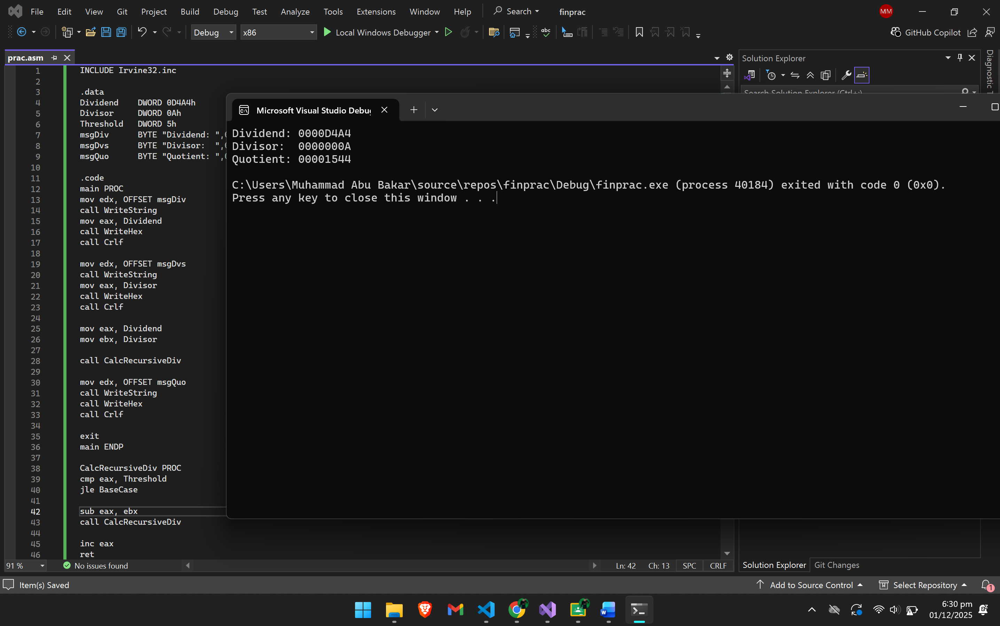 File Edit View Git Project Build Debug Test Analyze Tools Extensions Window Help Search finprac MM
Debug x86 Local Windows Debugger abc GitHub Copilot
prac.asm
1 INCLUDE Irvine32.inc
2
3 .data
4 Dividend DWORD 0D4A4h
5 Divisor DWORD 0Ah
6 Threshold DWORD 5h
7 msgDiv BYTE "Dividend: ",
8 msgDvs BYTE "Divisor:  ",
9 msgQuo BYTE "Quotient: ",
10
11 .code
12 main PROC
13 mov edx, OFFSET msgDiv
14 call WriteString
15 mov eax, Dividend
16 call WriteHex
17 call Crlf
18
19 mov edx, OFFSET msgDvs
20 call WriteString
21 mov eax, Divisor
22 call WriteHex
23 call Crlf
24
25 mov eax, Dividend
26 mov ebx, Divisor
27
28 call CalcRecursiveDiv
29
30 mov edx, OFFSET msgQuo
31 call WriteString
32 call WriteHex
33 call Crlf
34
35 exit
36 main ENDP
37
38 CalcRecursiveDiv PROC
39 cmp eax, Threshold
40 jle BaseCase
41
42 sub eax, ebx
43 call CalcRecursiveDiv
44
45 inc eax
46 ret
91 % No issues found Ln: 42 Ch: 13 SPC CRLF
Microsoft Visual Studio Debu
Dividend: 0000D4A4
Divisor:  0000000A
Quotient: 00001544
C:\Users\Muhammad Abu Bakar\source\repos\finprac\Debug\finprac.exe (process 40184) exited with code 0 (0x0).
Press any key to close this window . . .
Solution Explorer
Search Solution Explorer (Ctrl+;)
Diagnostic
Solution Explorer Git Changes
Item(s) Saved Add to Source Control Select Repository 1
6:30 pm
01/12/2025